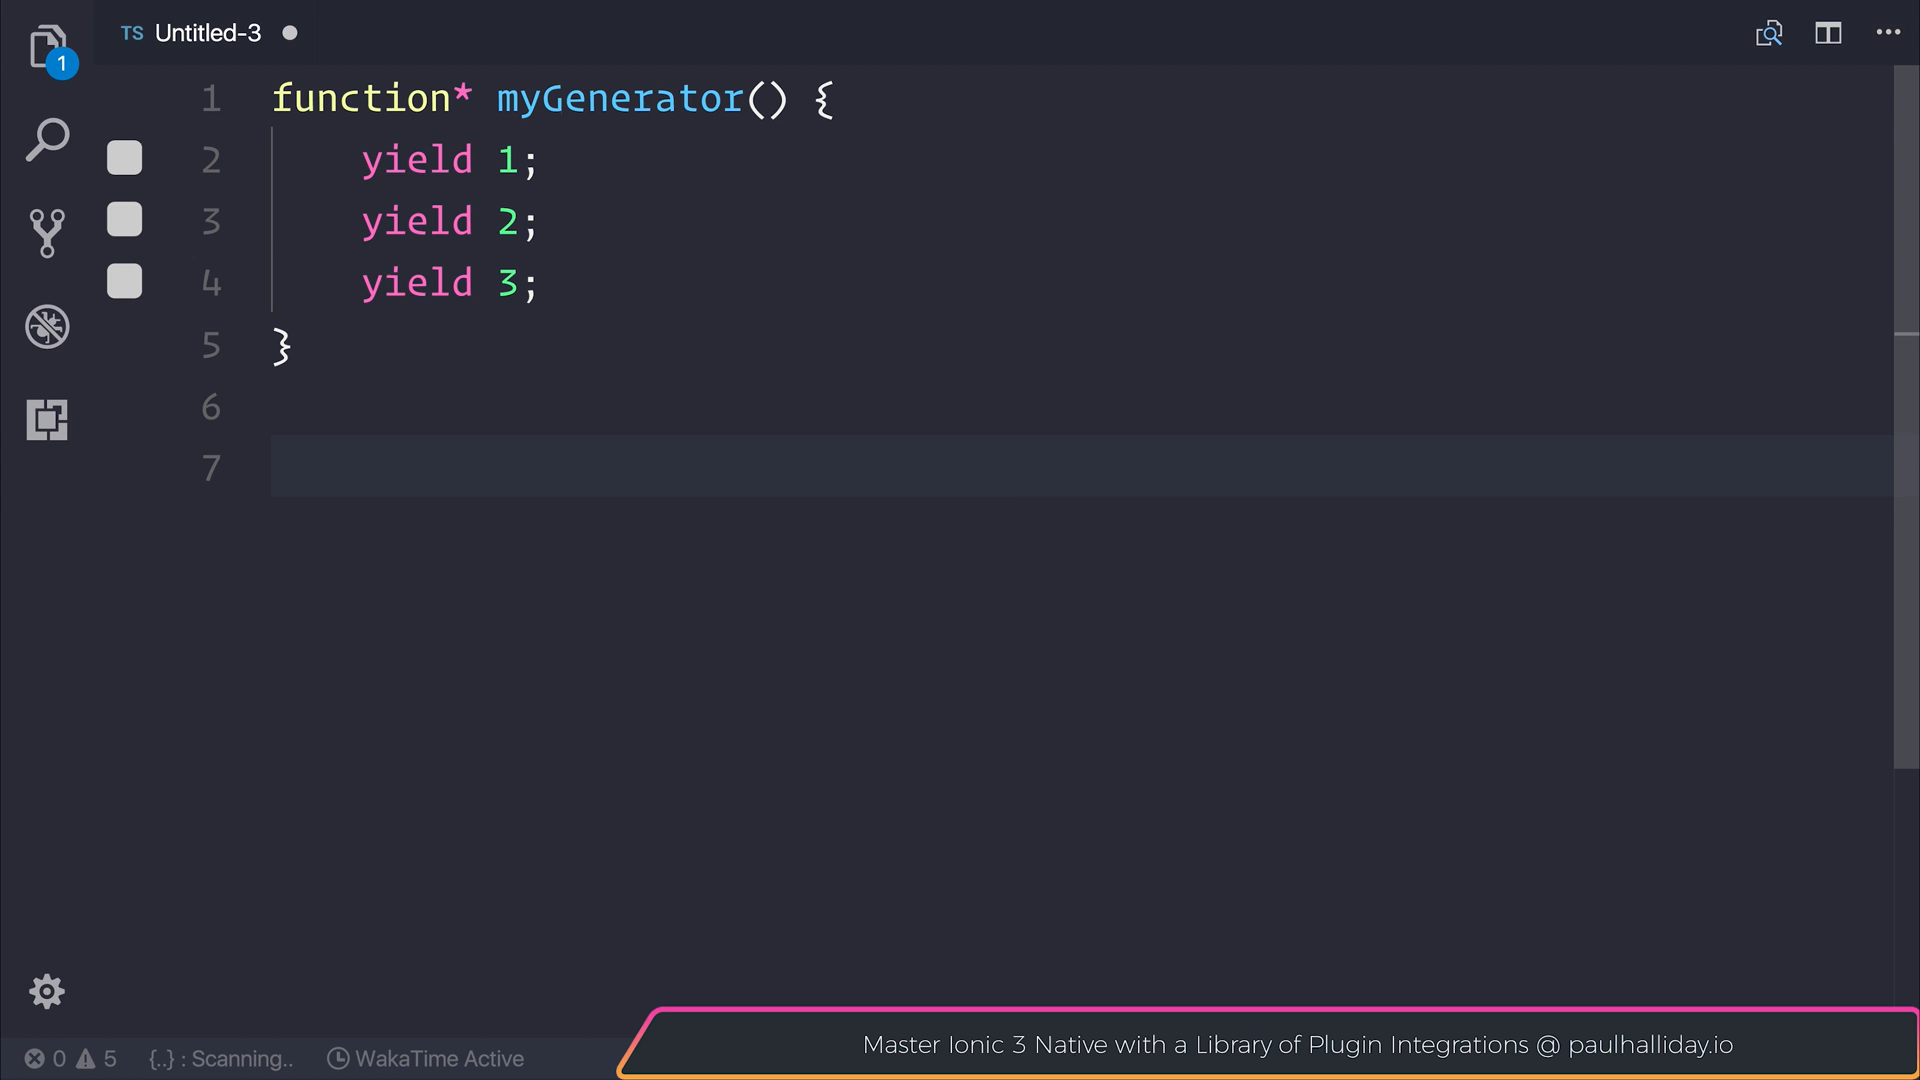 TS Untitled-3
1
1 function* myGenerator() {
2 yield 1;
3 yield 2;
4 yield 3;
5 }
6
7
0 5 {..} : Scanning.. WakaTime Active
Master Ionic 3 Native with a Library of Plugin Integrations @ paulhalliday.io